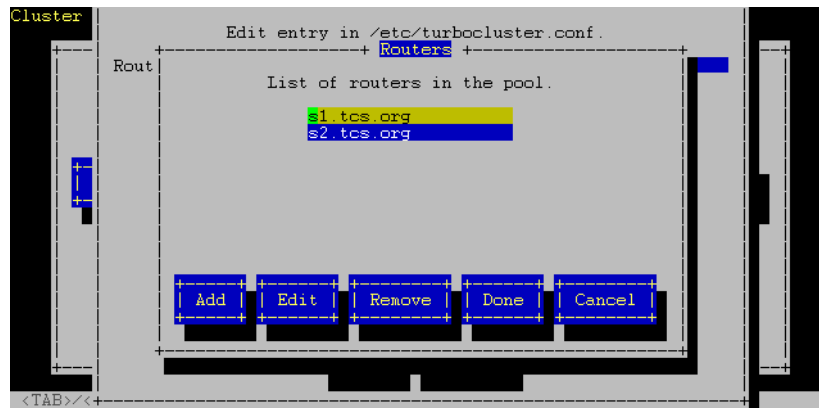 Cluster
Edit entry in /etc/turbocluster.conf.
Routers
Rout
List of routers in the pool.
s1.tcs.org
s2.tcs.org
Add Edit Remove Done Cancel
<TAB>/<